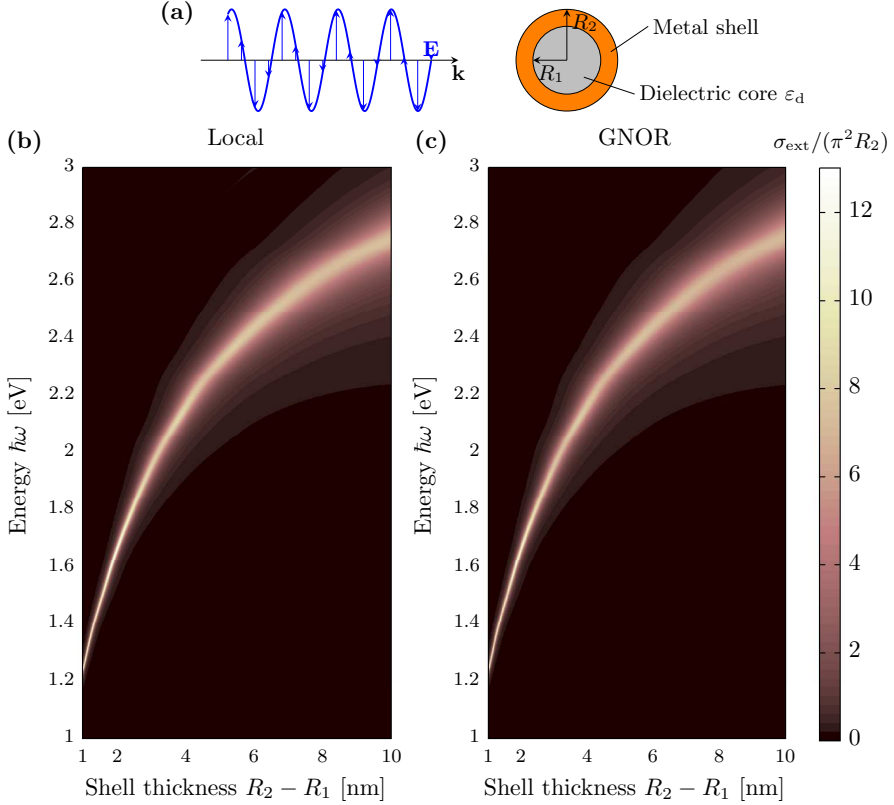 (a)
E
k
R₂
R₁
Metal shell
Dielectric core ε_d
(b)
Local
(c)
GNOR
σ_ext/(π²R₂)
3
2.8
2.6
2.4
2.2
2
1.8
1.6
1.4
1.2
1
Energy ℏω [eV]
1 2 4 6 8 10
Shell thickness R₂ − R₁ [nm]
3
2.8
2.6
2.4
2.2
2
1.8
1.6
1.4
1.2
1
Energy ℏω [eV]
1 2 4 6 8 10
Shell thickness R₂ − R₁ [nm]
12
10
8
6
4
2
0